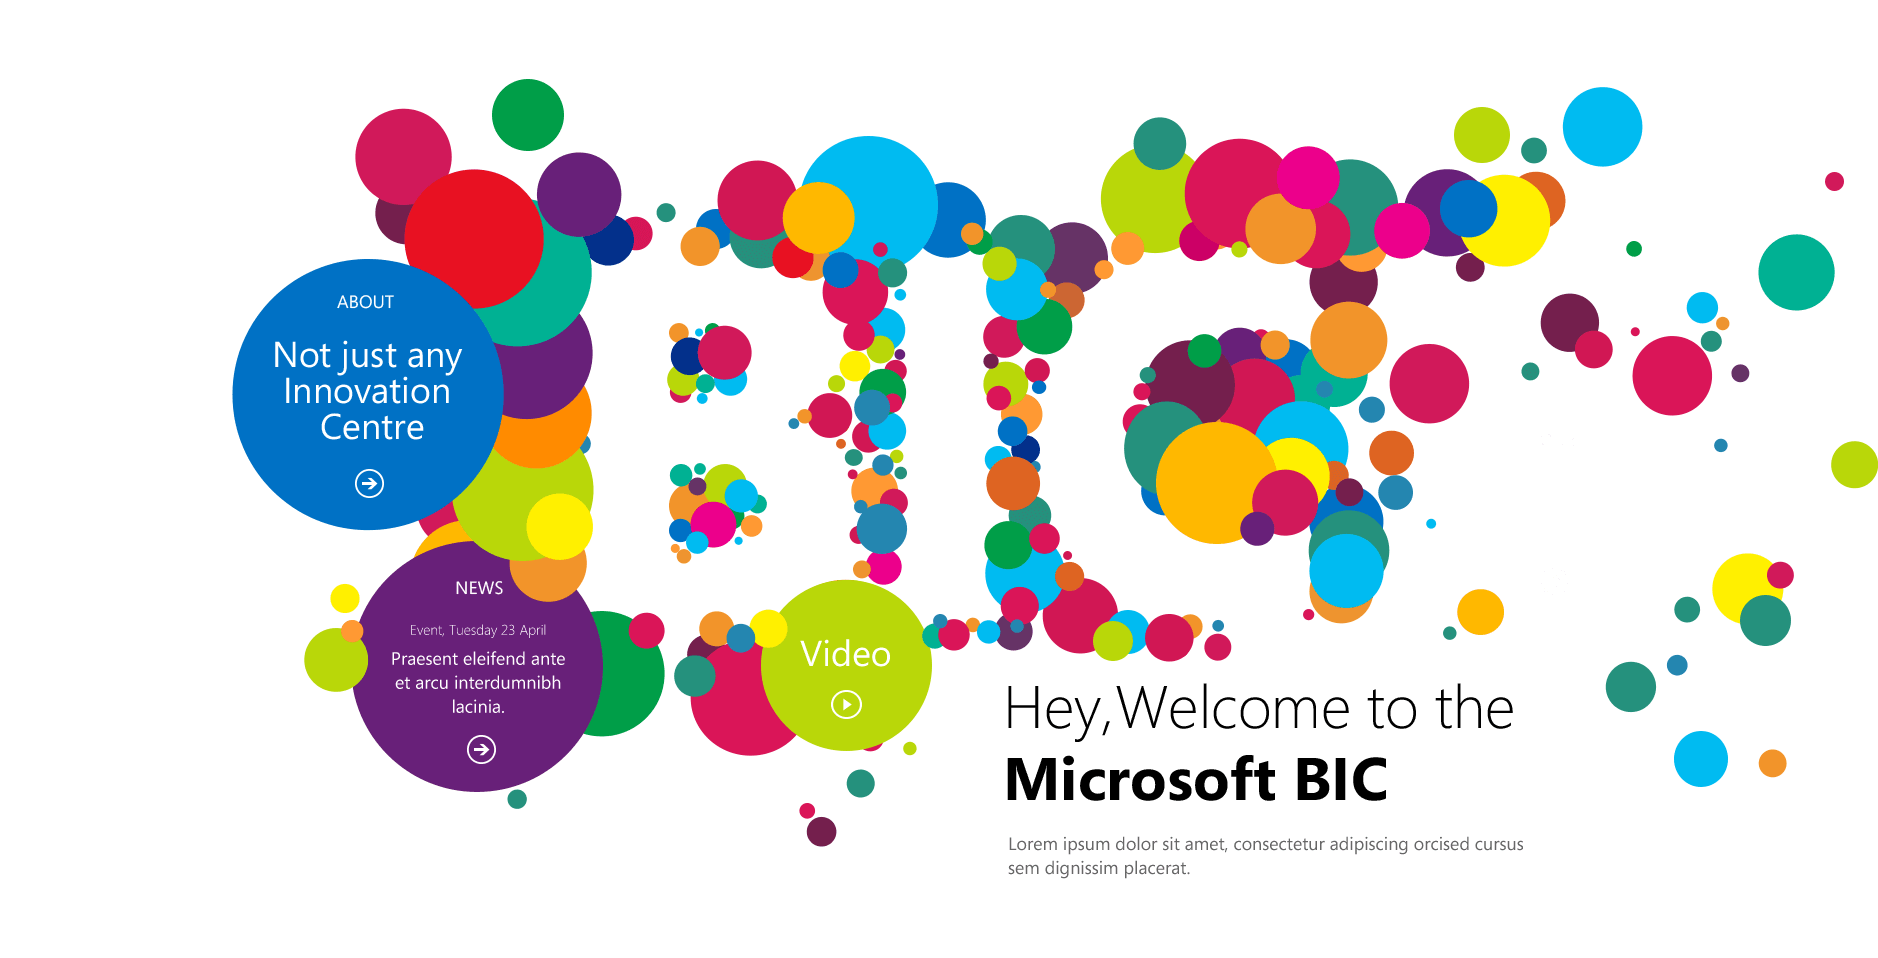 ABOUT
Not just any
Innovation
Centre
NEWS
Event, Tuesday 23 April
Praesent eleifend ante
et arcu interdumnibh
lacinia.
Video
BIC
Hey,Welcome to the
Microsoft BIC
Lorem ipsum dolor sit amet, consectetur adipiscing orcised cursus
sem dignissim placerat.